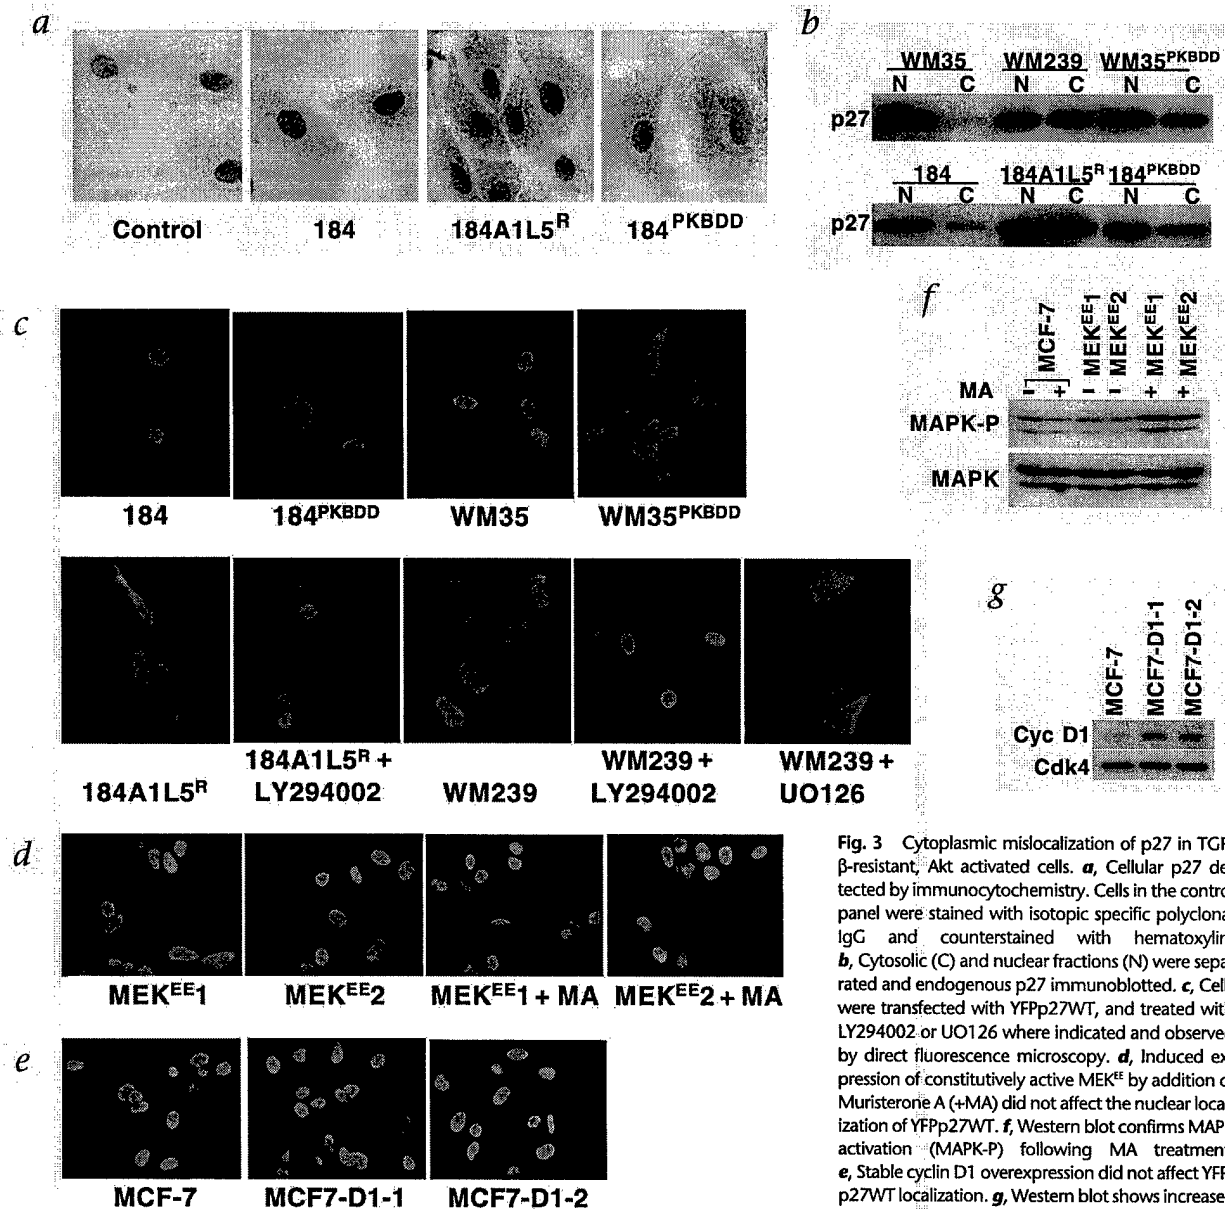 a
Control
184
184A1L5R
184PKBDD
b
WM35 WM239 WM35PKBDD
N C N C N C
p27
184 184A1L5R 184PKBDD
N C N C N C
p27
c
184
184PKBDD
WM35
WM35PKBDD
184A1L5R
184A1L5R +
LY294002
WM239
WM239 +
LY294002
WM239 +
UO126
d
MEKEE1
MEKEE2
MEKEE1 + MA
MEKEE2 + MA
e
MCF-7
MCF7-D1-1
MCF7-D1-2
f
MCF-7
MEKEE1
MEKEE2
MEKEE1
MEKEE2
MA - + - - + +
MAPK-P
MAPK
g
MCF-7
MCF7-D1-1
MCF7-D1-2
Cyc D1
Cdk4
Fig. 3 Cytoplasmic mislocalization of p27 in TGF
β-resistant, Akt activated cells. a, Cellular p27 de
tected by immunocytochemistry. Cells in the contro
panel were stained with isotopic specific polyclona
IgG and counterstained with hematoxylin
b, Cytosolic (C) and nuclear fractions (N) were sepa
rated and endogenous p27 immunoblotted. c, Cell
were transfected with YFPp27WT, and treated wit
LY294002 or UO126 where indicated and observed
by direct fluorescence microscopy. d, Induced ex
pression of constitutively active MEKEE by addition o
Muristerone A (+MA) did not affect the nuclear loca
ization of YFPp27WT. f, Western blot confirms MAP
activation (MAPK-P) following MA treatment
e, Stable cyclin D1 overexpression did not affect YFP
p27WT localization. g, Western blot shows increase